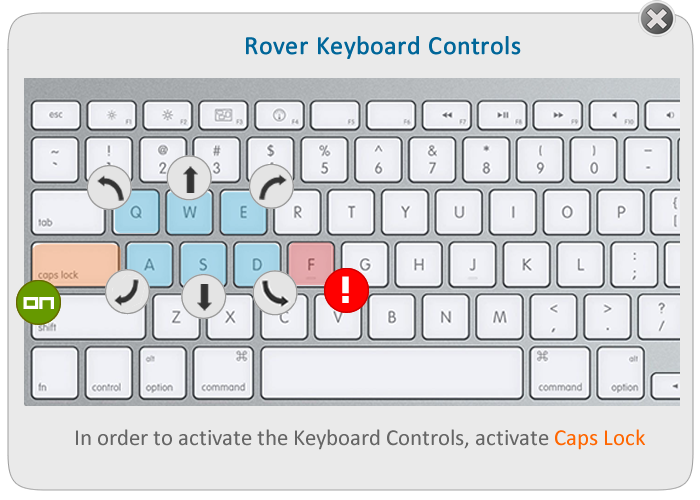 Rover Keyboard Controls
esc F1 F2 F3 F4 F5 F6 F7 F8 F9 F10
~ ! @ # $ % ^ & * ( ) -
` 2 3 4 5 6 7 8 9 0 -
tab Q W E R T Y U I O P { [
caps lock A S D F G H J K L : ;
on ! 
shift Z X C V B N M < , > . ? /
alt ⌘ ⌘ alt
fn control option command command option
In order to activate the Keyboard Controls, activate Caps Lock